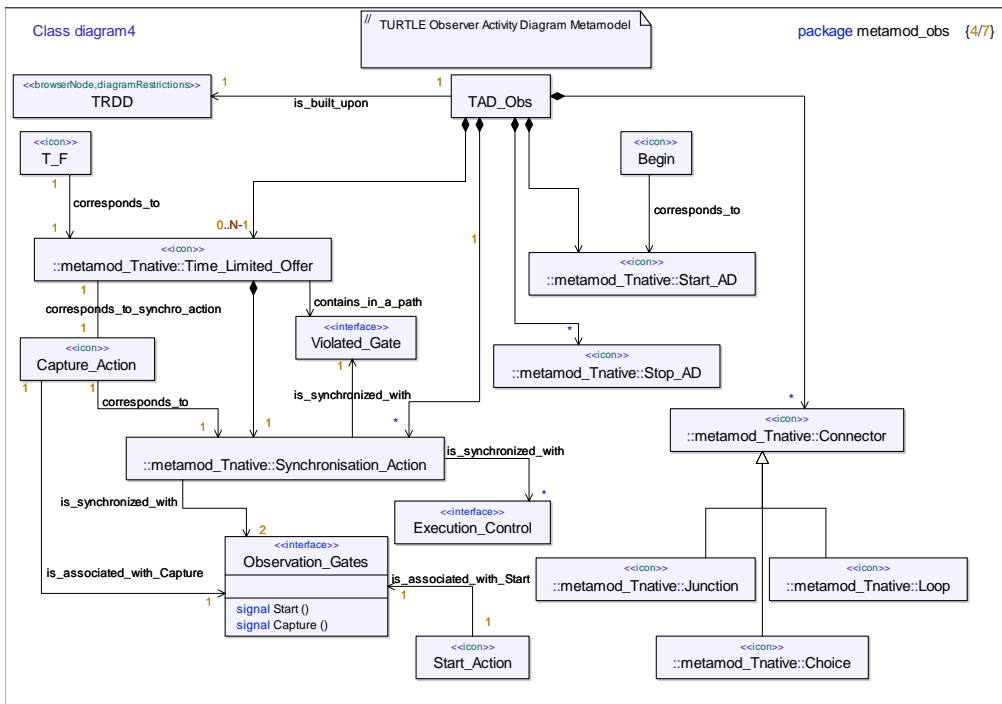 Class diagram4
// TURTLE Observer Activity Diagram Metamodel
package metamod_obs {4/7}
<<browserNode,diagramRestrictions>>
TRDD
1
is_built_upon
1
TAD_Obs
<<icon>>
T_F
1
corresponds_to
1
<<icon>>
Begin
corresponds_to
0..N-1
1
<<icon>>
::metamod_Tnative::Time_Limited_Offer
<<icon>>
::metamod_Tnative::Start_AD
1
corresponds_to_synchro_action
1
contains_in_a_path
<<interface>>
Violated_Gate
1
*
<<icon>>
::metamod_Tnative::Stop_AD
<<icon>>
Capture_Action
1
1
corresponds_to
1
1
is_synchronized_with
*
*
<<icon>>
::metamod_Tnative::Connector
::metamod_Tnative::Synchronisation_Action
is_synchronized_with
*
is_synchronized_with
2
<<interface>>
Execution_Control
<<interface>>
Observation_Gates
signal Start ()
signal Capture ()
is_associated_with_Capture
1
is_associated_with_Start
1
1
<<icon>>
Start_Action
<<icon>>
::metamod_Tnative::Junction
<<icon>>
::metamod_Tnative::Loop
<<icon>>
::metamod_Tnative::Choice